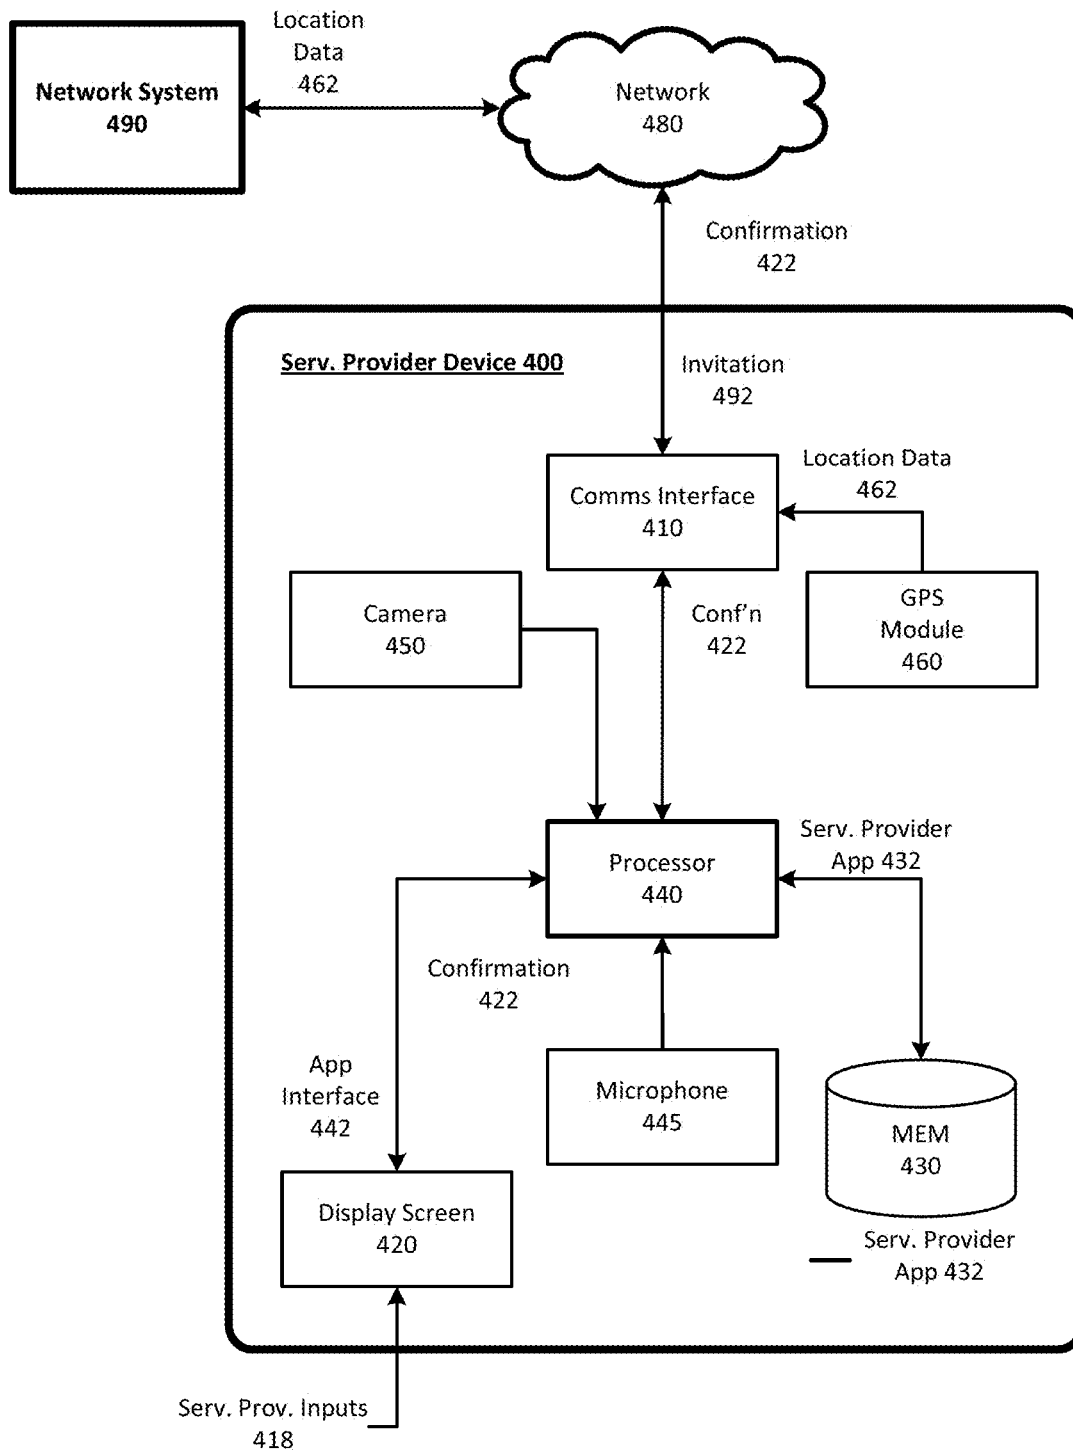 Location
Data
462
Network System
490
Network
480
Confirmation
422
Serv. Provider Device 400
Invitation
492
Location Data
462
Comms Interface
410
Camera
450
Conf'n
422
GPS
Module
460
Serv. Provider
App 432
Processor
440
Confirmation
422
App
Interface
442
Microphone
445
MEM
430
Display Screen
420
Serv. Provider
App 432
Serv. Prov. Inputs
418